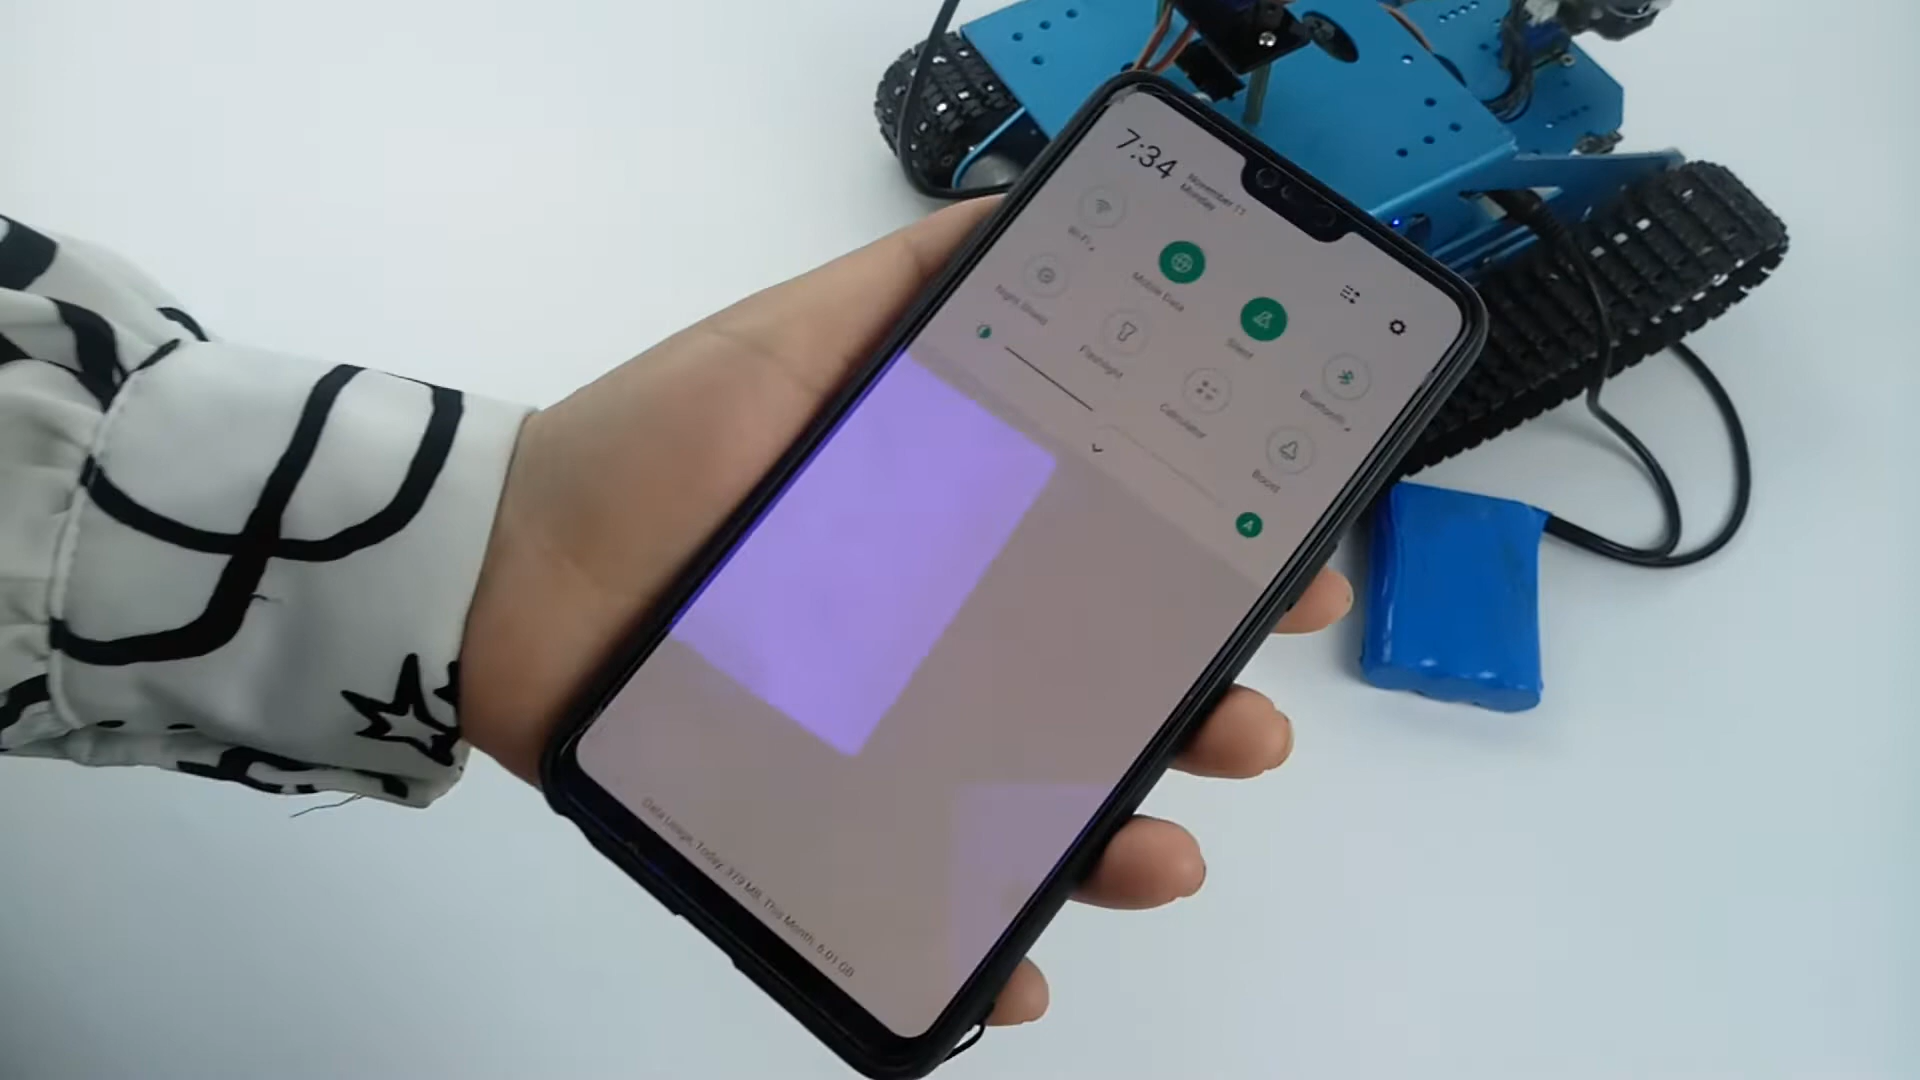 7:34
November 11
Monday
Wi-Fi
Mobile Data
Silent
Bluetooth
Night Shield
Flashlight
Calculator
Boost
A
Data Usage: Today, 319 MB, This Month, 6.01 GB